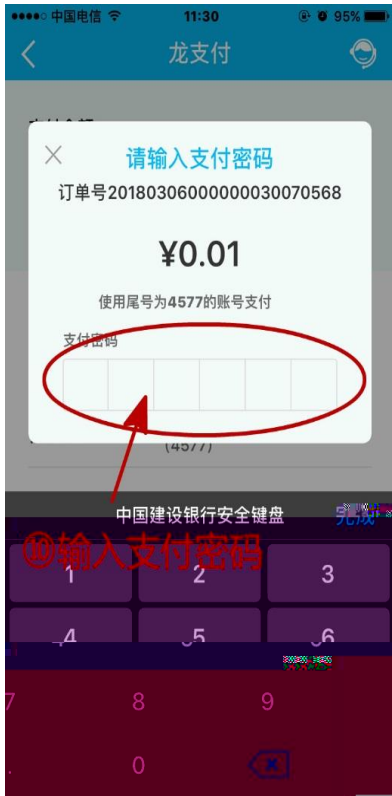 中国电信 11:30 95%
龙支付
请输入支付密码
订单号20180306000000030070568
¥0.01
使用尾号为4577的账号支付
支付密码
(4577)
中国建设银行安全键盘 完成
⑩输入支付密码
1 2 3
4 5 6
7 8 9
. 0